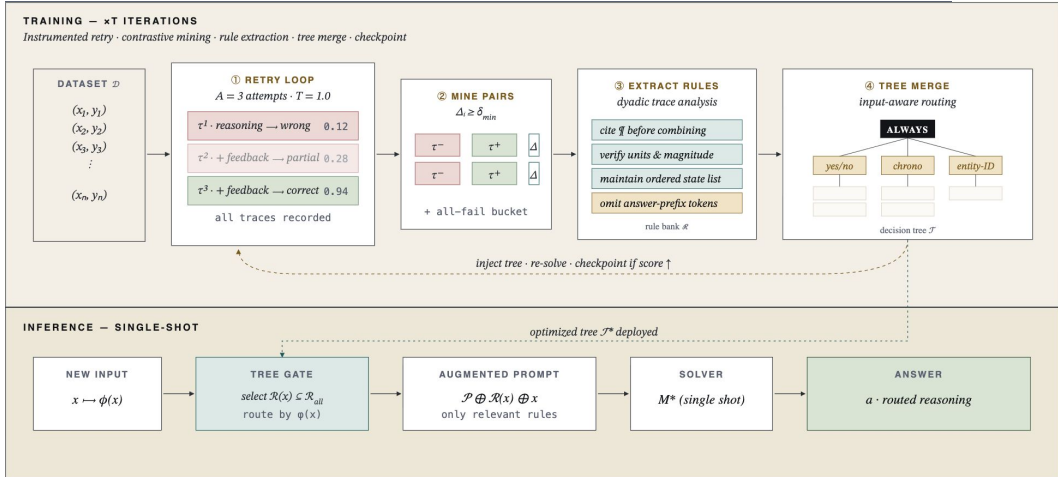 TRAINING — ×T ITERATIONS
Instrumented retry · contrastive mining · rule extraction · tree merge · checkpoint
DATASET 𝒟
(x₁, y₁)
(x₂, y₂)
(x₃, y₃)
⋮
(xₙ, yₙ)
① RETRY LOOP
A = 3 attempts · T = 1.0
τ¹ · reasoning → wrong 0.12
τ² · + feedback → partial 0.28
τ³ · + feedback → correct 0.94
all traces recorded
② MINE PAIRS
Δᵢ ≥ δ_min
τ⁻ τ⁺ Δ
τ⁻ τ⁺ Δ
+ all-fail bucket
③ EXTRACT RULES
dyadic trace analysis
cite ¶ before combining
verify units & magnitude
maintain ordered state list
omit answer-prefix tokens
rule bank ℛ
④ TREE MERGE
input-aware routing
ALWAYS
yes/no chrono entity-ID
decision tree 𝒯
inject tree · re-solve · checkpoint if score ↑
INFERENCE — SINGLE-SHOT
optimized tree 𝒯* deployed
NEW INPUT
x ↦ ϕ(x)
TREE GATE
select ℛ(x) ⊆ ℛ_all
route by φ(x)
AUGMENTED PROMPT
𝒫 ⊕ ℛ(x) ⊕ x
only relevant rules
SOLVER
M* (single shot)
ANSWER
a · routed reasoning